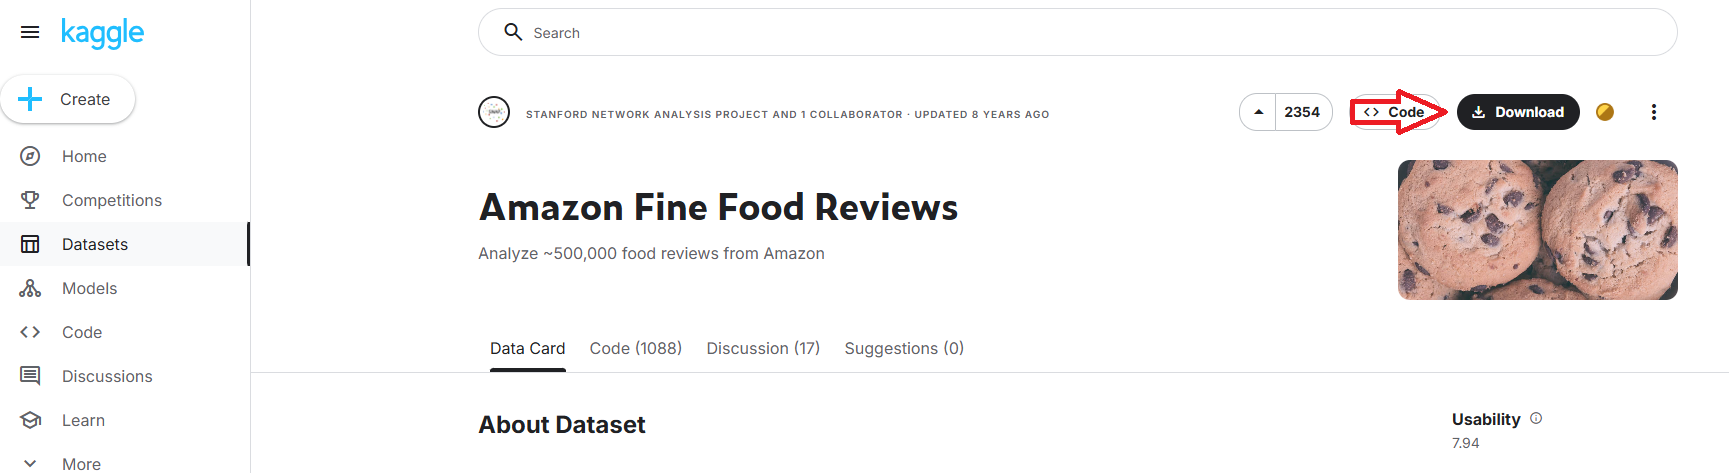 kaggle
Search
Create
STANFORD NETWORK ANALYSIS PROJECT AND 1 COLLABORATOR · UPDATED 8 YEARS AGO
2354
Code
Download
Home
Competitions
Datasets
Models
Code
Discussions
Learn
More
Amazon Fine Food Reviews
Analyze ~500,000 food reviews from Amazon
Data Card
Code (1088)
Discussion (17)
Suggestions (0)
About Dataset
Usability
7.94